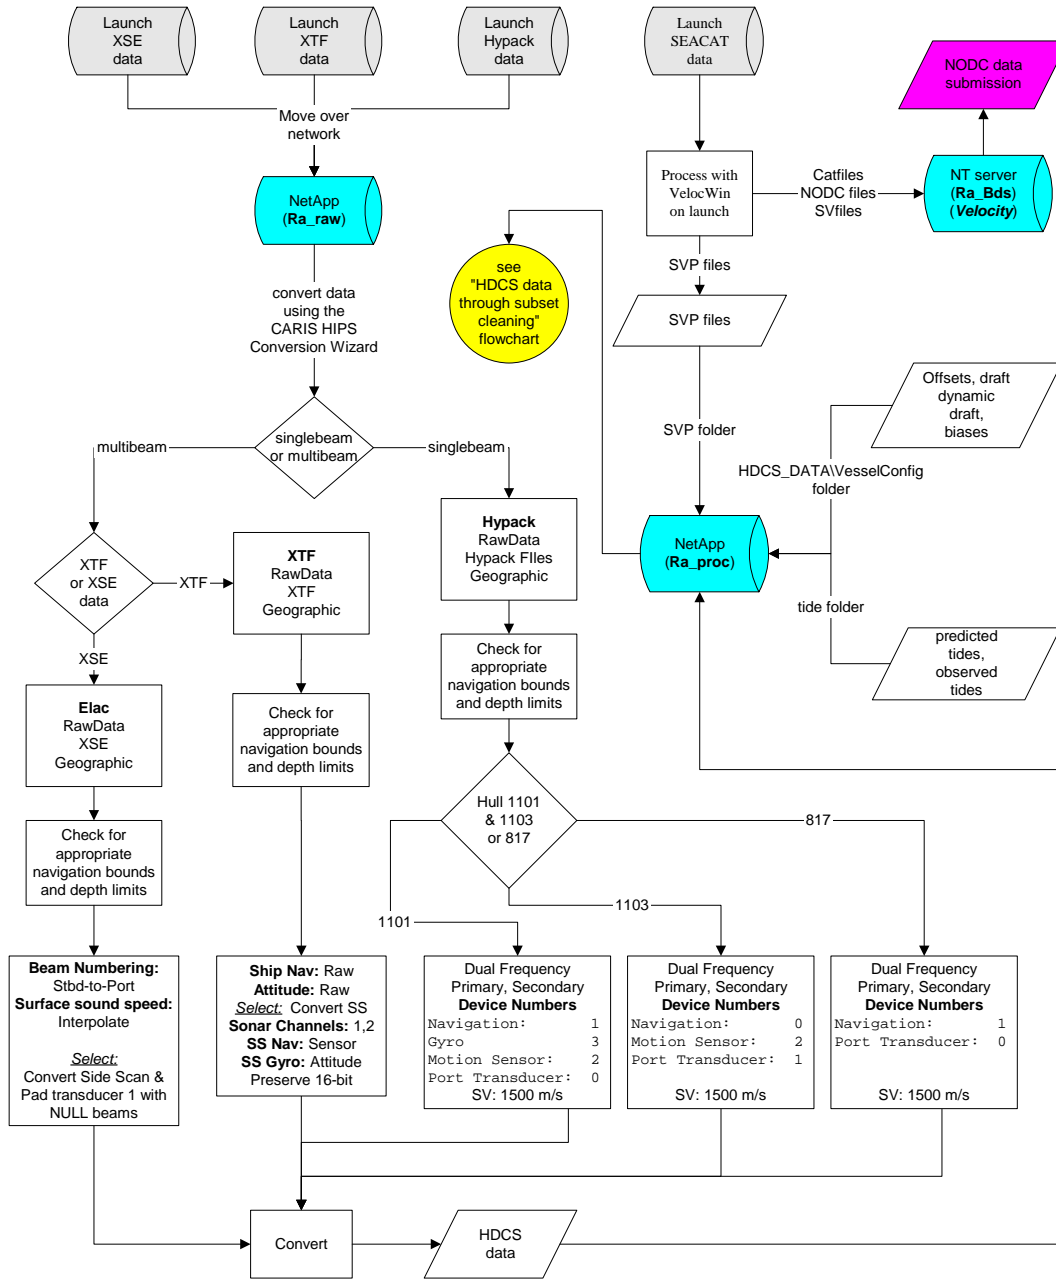 Launch
XSE
data
Launch
XTF
data
Launch
Hypack
data
Launch
SEACAT
data
NODC data
submission
Move over
network
NetApp
(Ra_raw)
Process with
VelocWin
on launch
Catfiles
NODC files
SVfiles
NT server
(Ra_Bds)
(Velocity)
see
"HDCS data
through subset
cleaning"
flowchart
SVP files
SVP files
convert data
using the
CARIS HIPS
Conversion Wizard
Offsets, draft
dynamic
draft,
biases
SVP folder
multibeam
singlebeam
or multibeam
singlebeam
HDCS_DATA\VesselConfig
folder
Hypack
RawData
Hypack FIles
Geographic
NetApp
(Ra_proc)
XTF
or XSE
data
XTF
XTF
RawData
XTF
Geographic
tide folder
predicted
tides,
observed
tides
XSE
Check for
appropriate
navigation bounds
and depth limits
Elac
RawData
XSE
Geographic
Check for
appropriate
navigation bounds
and depth limits
Hull 1101
& 1103
or 817
817
Check for
appropriate
navigation bounds
and depth limits
1101
1103
Beam Numbering:
Stbd-to-Port
Surface sound speed:
Interpolate
Select:
Convert Side Scan &
Pad transducer 1 with
NULL beams
Ship Nav: Raw
Attitude: Raw
Select: Convert SS
Sonar Channels: 1,2
SS Nav: Sensor
SS Gyro: Attitude
Preserve 16-bit
Dual Frequency
Primary, Secondary
Device Numbers
Navigation: 1
Gyro 3
Motion Sensor: 2
Port Transducer: 0
SV: 1500 m/s
Dual Frequency
Primary, Secondary
Device Numbers
Navigation: 0
Motion Sensor: 2
Port Transducer: 1
SV: 1500 m/s
Dual Frequency
Primary, Secondary
Device Numbers
Navigation: 1
Port Transducer: 0
SV: 1500 m/s
Convert
HDCS
data